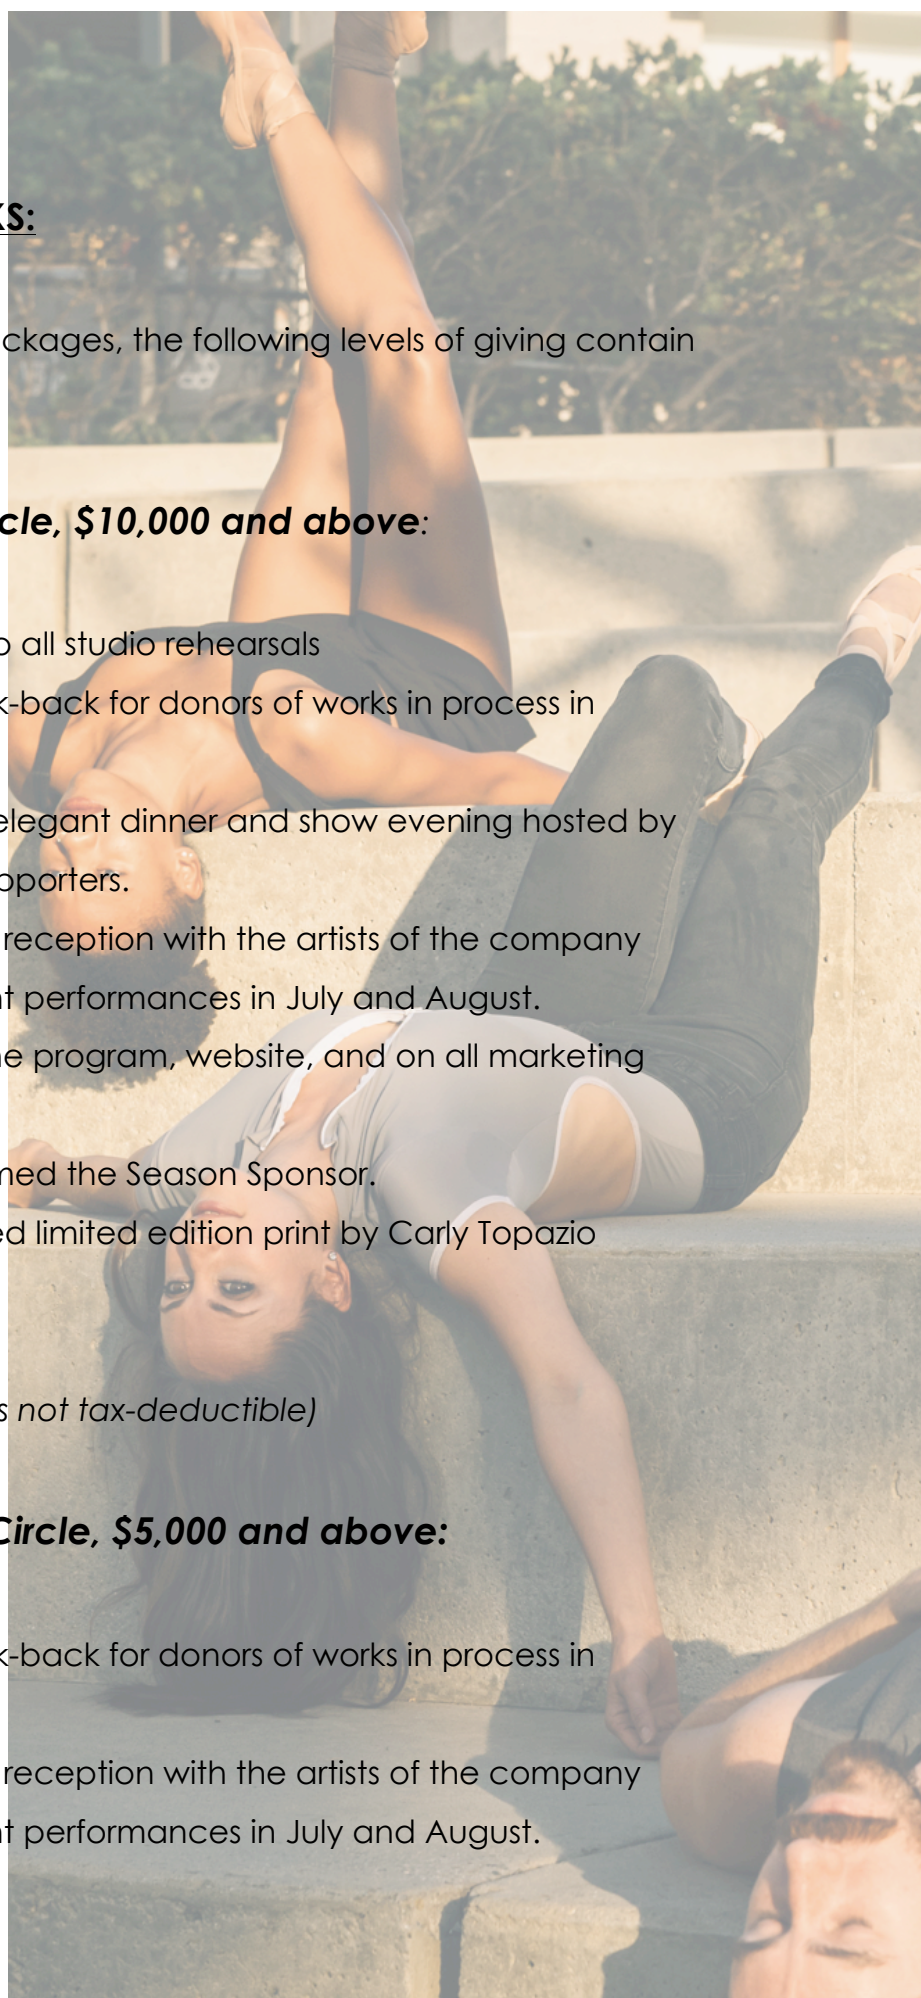 KS:
ckages, the following levels of giving contain
cle, $10,000 and above:
o all studio rehearsals
k-back for donors of works in process in
elegant dinner and show evening hosted by
pporters.
reception with the artists of the company
nt performances in July and August.
he program, website, and on all marketing
med the Season Sponsor.
ed limited edition print by Carly Topazio
s not tax-deductible)
Circle, $5,000 and above:
k-back for donors of works in process in
reception with the artists of the company
nt performances in July and August.